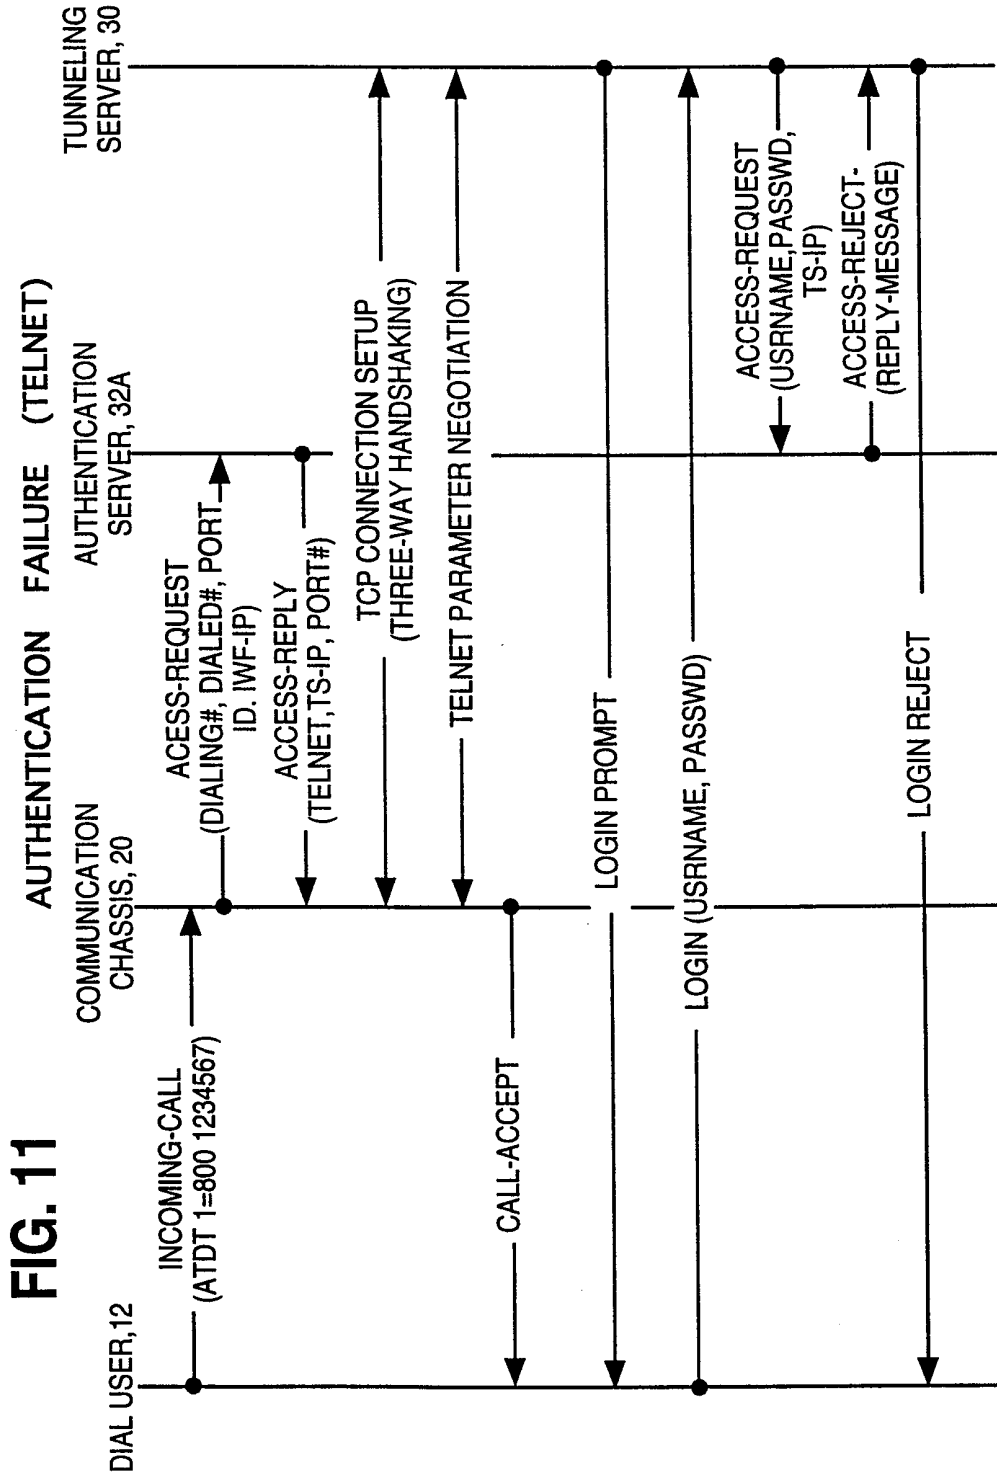 FIG. 11
AUTHENTICATION FAILURE (TELNET)
DIAL USER,12
COMMUNICATION
CHASSIS, 20
AUTHENTICATION
SERVER, 32A
TUNNELING
SERVER, 30
INCOMING-CALL
(ATDT 1=800 1234567)
ACESS-REQUEST
(DIALING#, DIALED#, PORT
ID. IWF-IP)
ACCESS-REPLY
(TELNET,TS-IP, PORT#)
TCP CONNECTION SETUP
(THREE-WAY HANDSHAKING)
TELNET PARAMETER NEGOTIATION
CALL-ACCEPT
LOGIN PROMPT
LOGIN (USRNAME, PASSWD)
ACCESS-REQUEST
(USRNAME,PASSWD,
TS-IP)
ACCESS-REJECT-
(REPLY-MESSAGE)
LOGIN REJECT